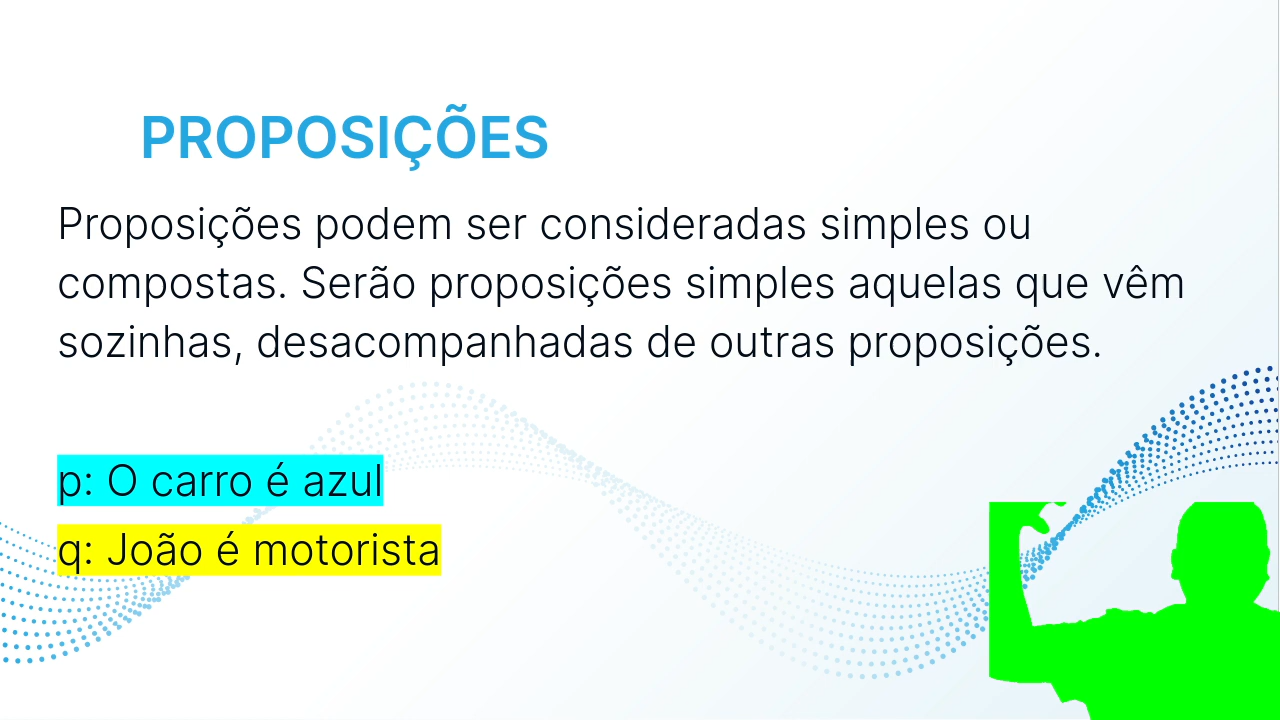 PROPOSIÇÕES
Proposições podem ser consideradas simples ou
compostas. Serão proposições simples aquelas que vêm
sozinhas, desacompanhadas de outras proposições.
p: O carro é azul
q: João é motorista